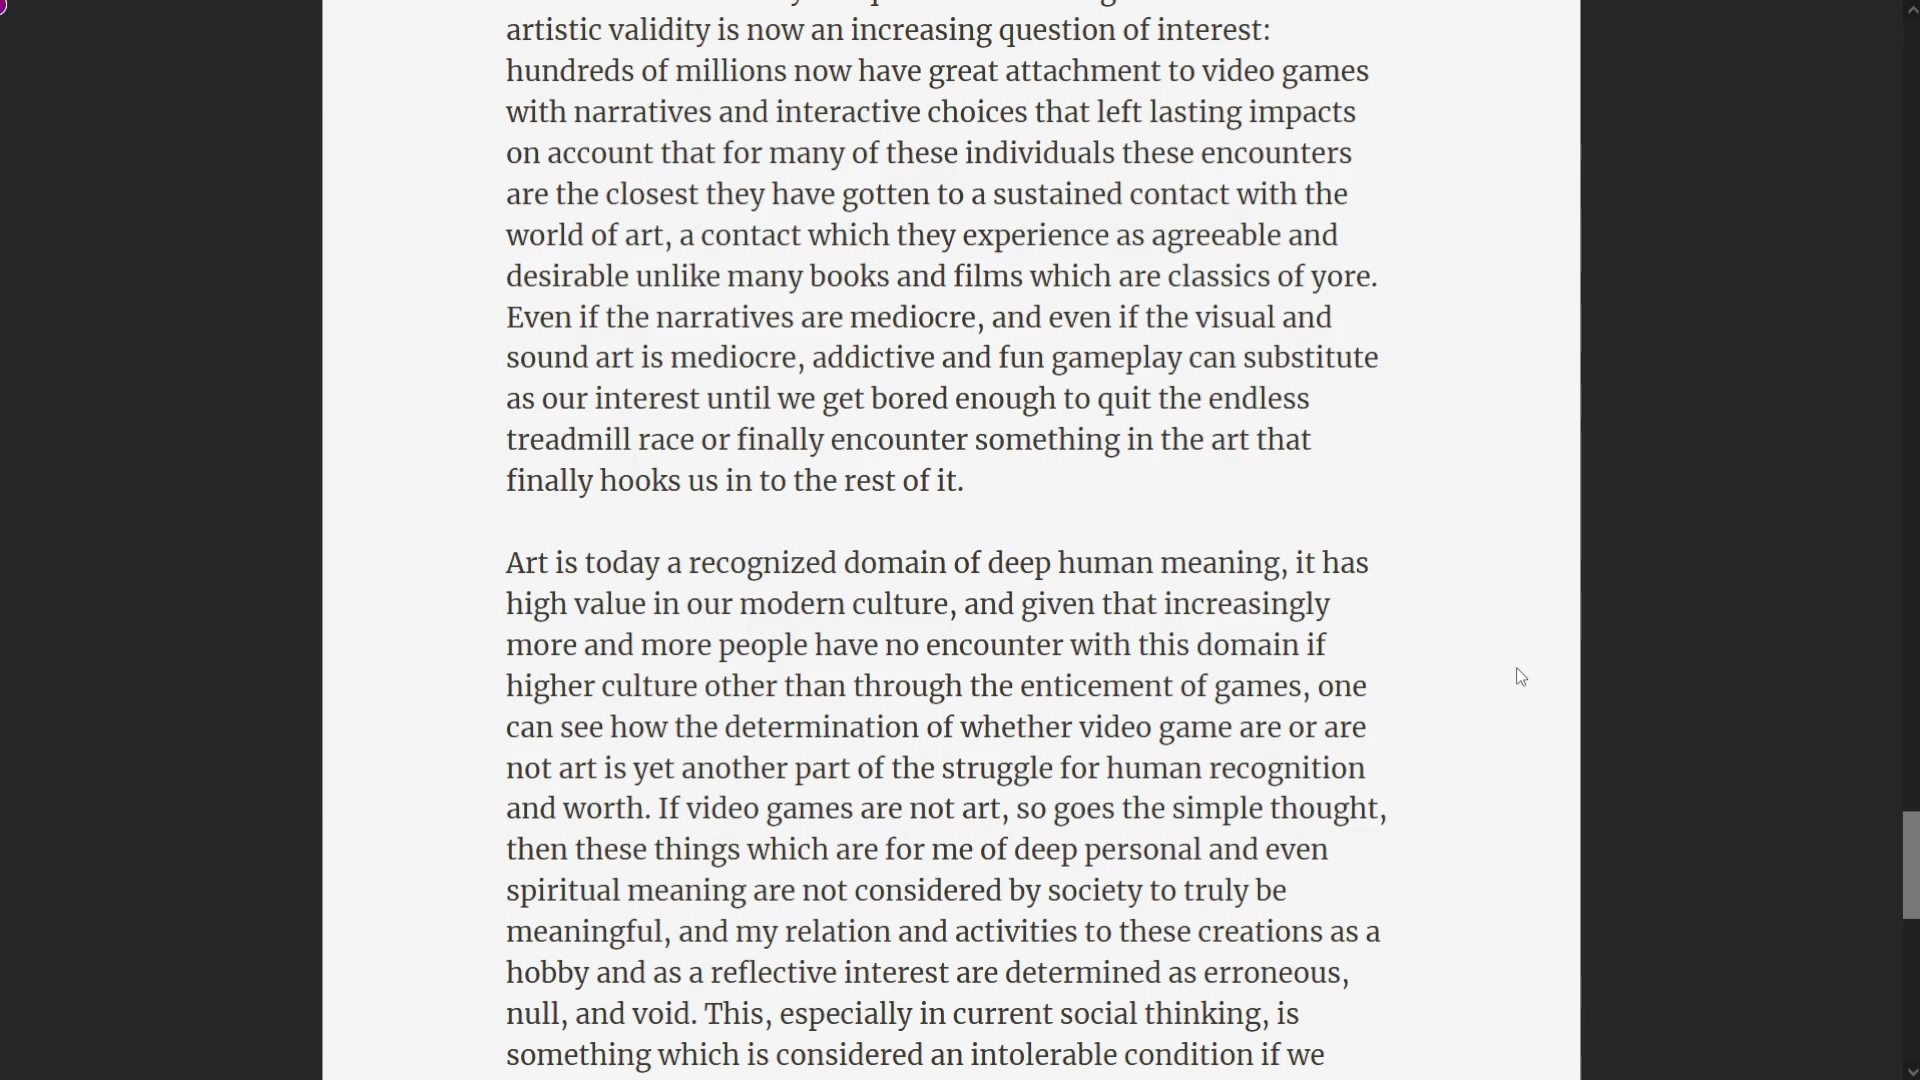 artistic validity is now an increasing question of interest:
hundreds of millions now have great attachment to video games
with narratives and interactive choices that left lasting impacts
on account that for many of these individuals these encounters
are the closest they have gotten to a sustained contact with the
world of art, a contact which they experience as agreeable and
desirable unlike many books and films which are classics of yore.
Even if the narratives are mediocre, and even if the visual and
sound art is mediocre, addictive and fun gameplay can substitute
as our interest until we get bored enough to quit the endless
treadmill race or finally encounter something in the art that
finally hooks us in to the rest of it.
Art is today a recognized domain of deep human meaning, it has
high value in our modern culture, and given that increasingly
more and more people have no encounter with this domain if
higher culture other than through the enticement of games, one
can see how the determination of whether video game are or are
not art is yet another part of the struggle for human recognition
and worth. If video games are not art, so goes the simple thought,
then these things which are for me of deep personal and even
spiritual meaning are not considered by society to truly be
meaningful, and my relation and activities to these creations as a
hobby and as a reflective interest are determined as erroneous,
null, and void. This, especially in current social thinking, is
something which is considered an intolerable condition if we